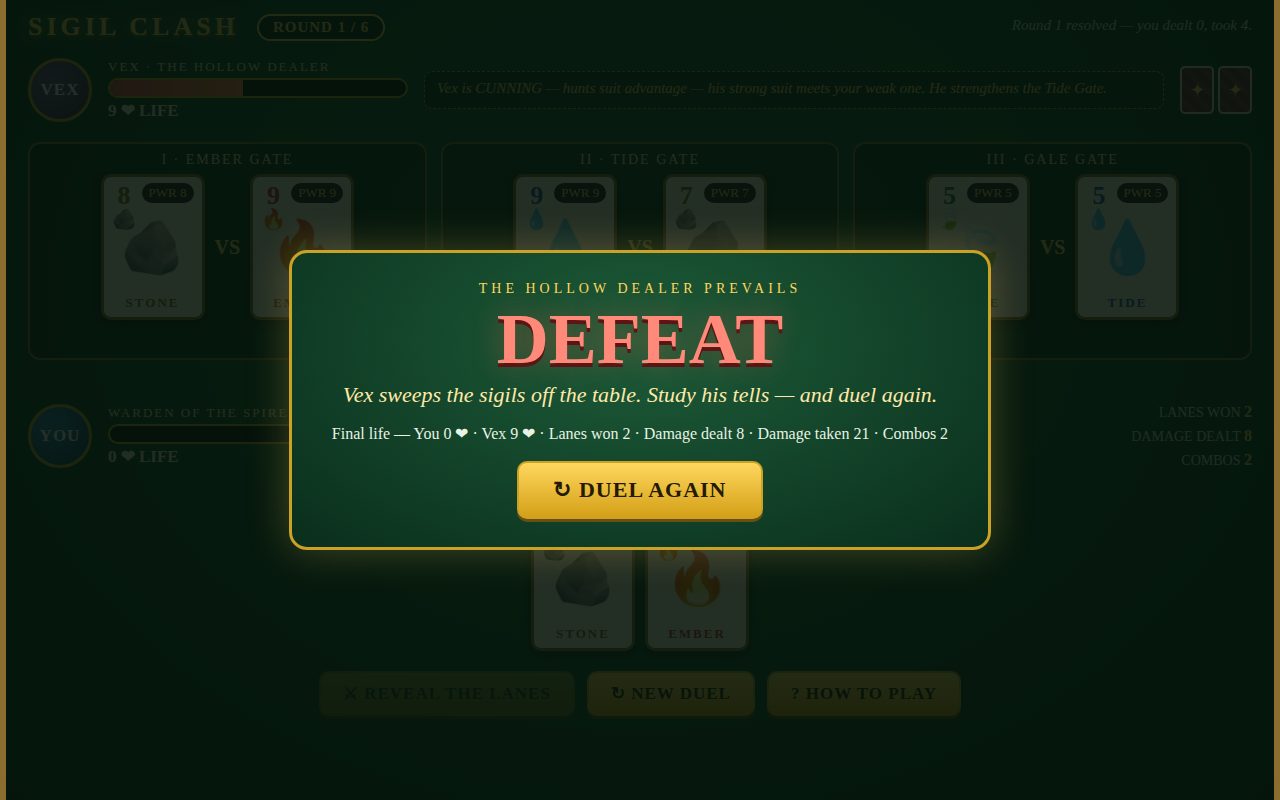 SIGIL CLASH
ROUND 1 / 6
Round 1 resolved — you dealt 0, took 4.
VEX
VEX · THE HOLLOW DEALER
9 ❤ LIFE
Vex is CUNNING — hunts suit advantage — his strong suit meets your weak one. He strengthens the Tide Gate.
I · EMBER GATE
8
PWR 8
STONE
VS
9
PWR 9
II · TIDE GATE
9
PWR 9
VS
7
PWR 7
III · GALE GATE
5
PWR 5
VS
5
PWR 5
TIDE
THE HOLLOW DEALER PREVAILS
DEFEAT
Vex sweeps the sigils off the table. Study his tells — and duel again.
Final life — You 0 ❤ · Vex 9 ❤ · Lanes won 2 · Damage dealt 8 · Damage taken 21 · Combos 2
↻ DUEL AGAIN
YOU
WARDEN OF THE SPIRE
0 ❤ LIFE
LANES WON 2
DAMAGE DEALT 8
COMBOS 2
STONE
EMBER
⚔ REVEAL THE LANES
↻ NEW DUEL
? HOW TO PLAY